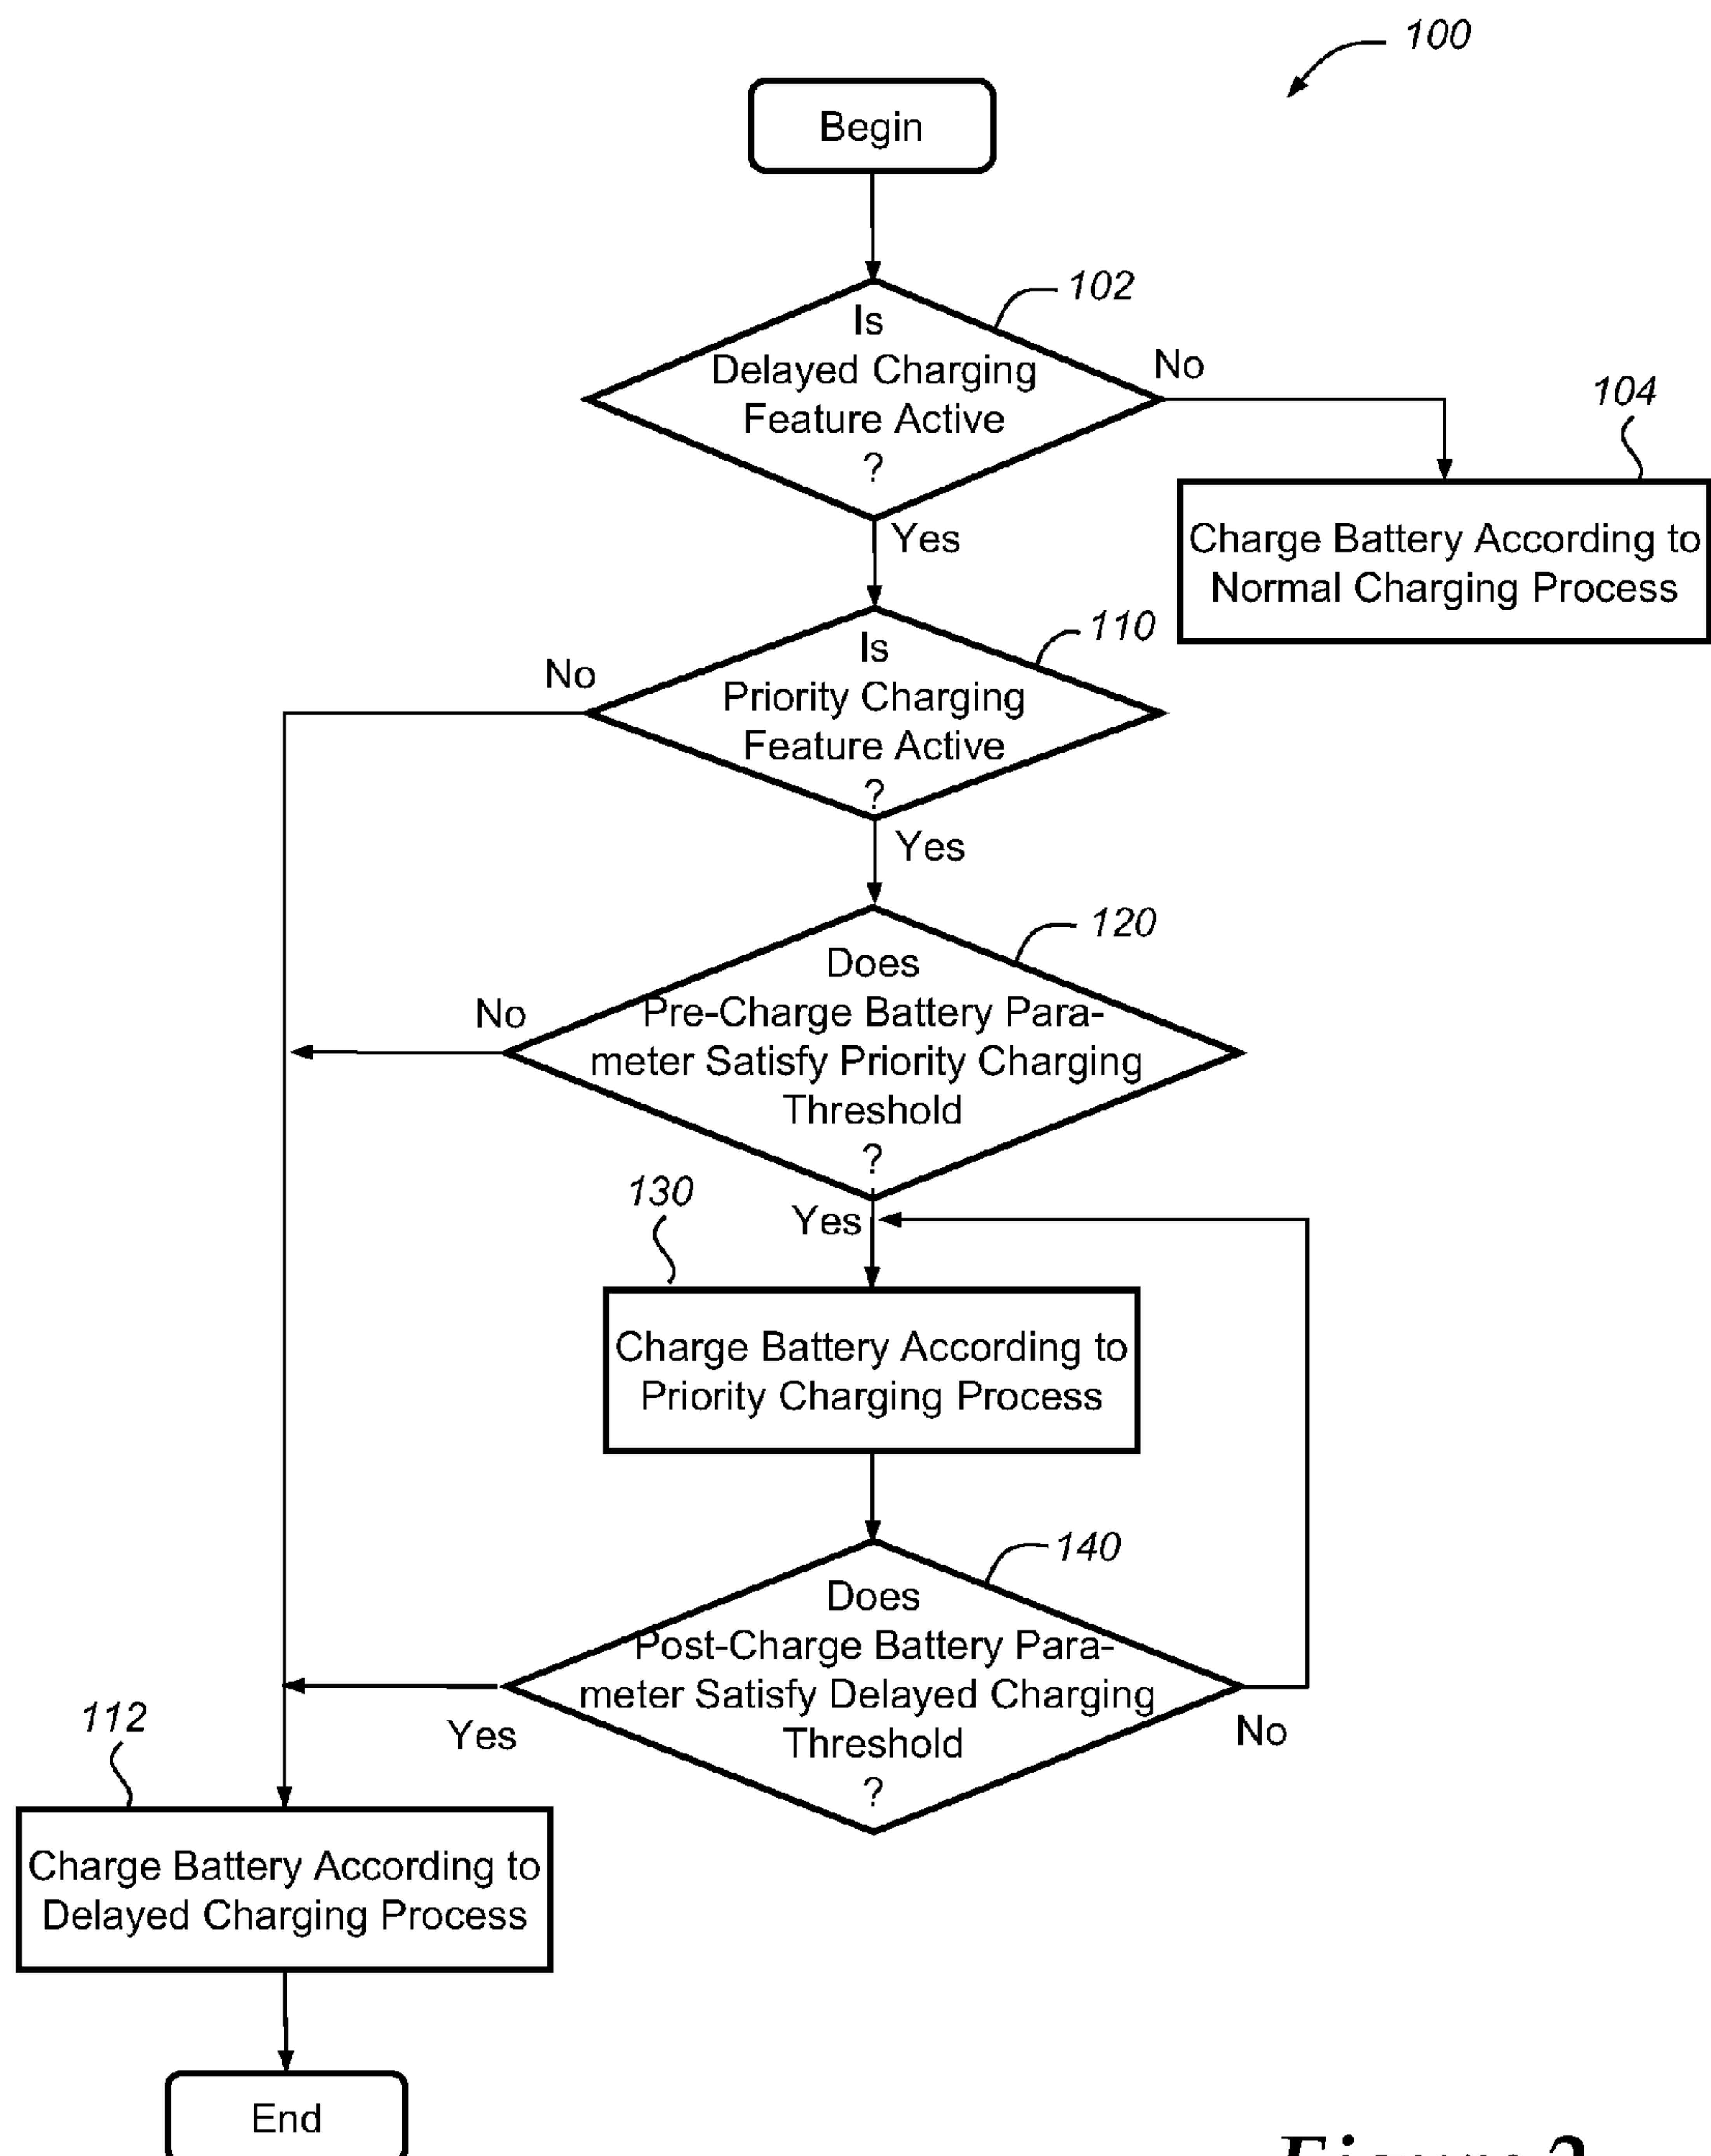 100
Begin
102
Is
Delayed Charging
Feature Active
?
No
104
Yes
Charge Battery According to
Normal Charging Process
110
Is
Priority Charging
Feature Active
?
No
Yes
120
Does
Pre-Charge Battery Para-
meter Satisfy Priority Charging
Threshold
?
No
130
Yes
Charge Battery According to
Priority Charging Process
140
Does
Post-Charge Battery Para-
meter Satisfy Delayed Charging
Threshold
?
Yes
No
112
Charge Battery According to
Delayed Charging Process
End